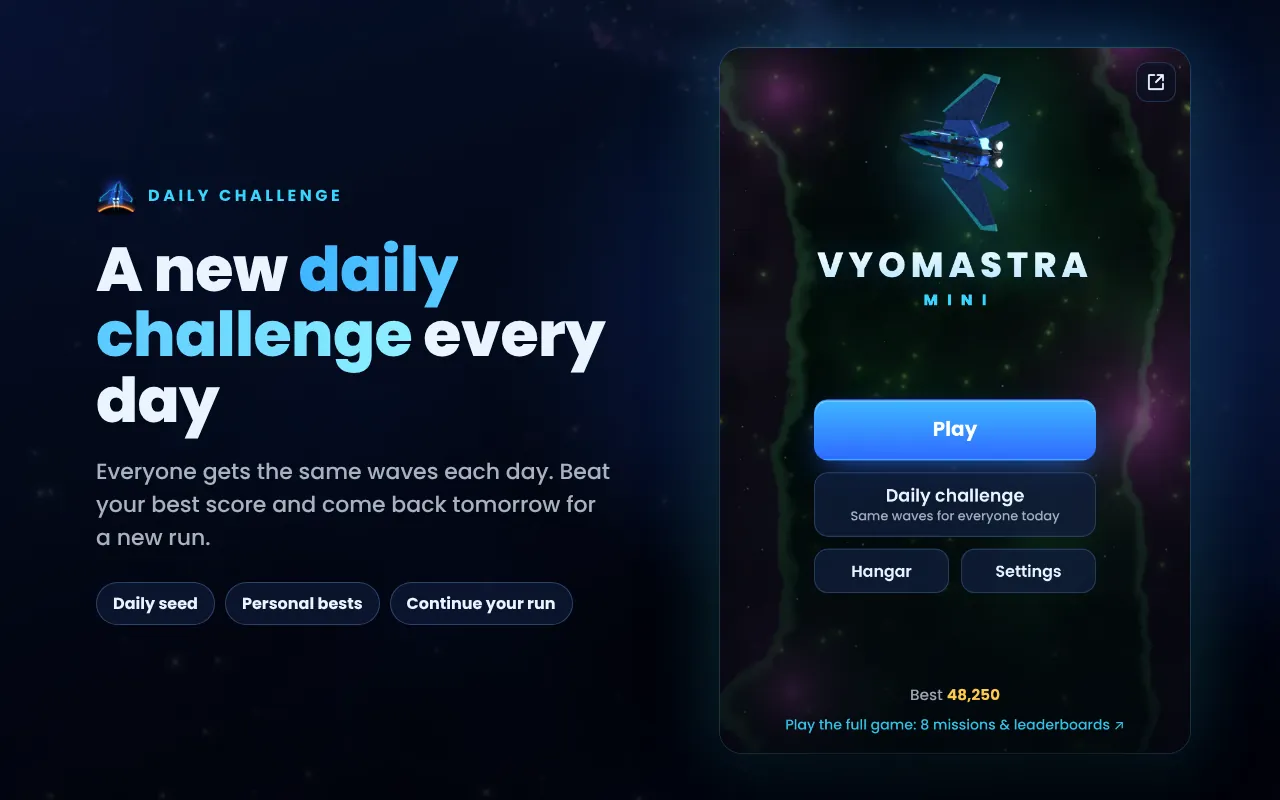 DAILY CHALLENGE
A new daily
challenge every
day
Everyone gets the same waves each day. Beat
your best score and come back tomorrow for
a new run.
Daily seed
Personal bests
Continue your run
VYOMASTRA
MINI
Play
Daily challenge
Same waves for everyone today
Hangar
Settings
Best 48,250
Play the full game: 8 missions & leaderboards ↗